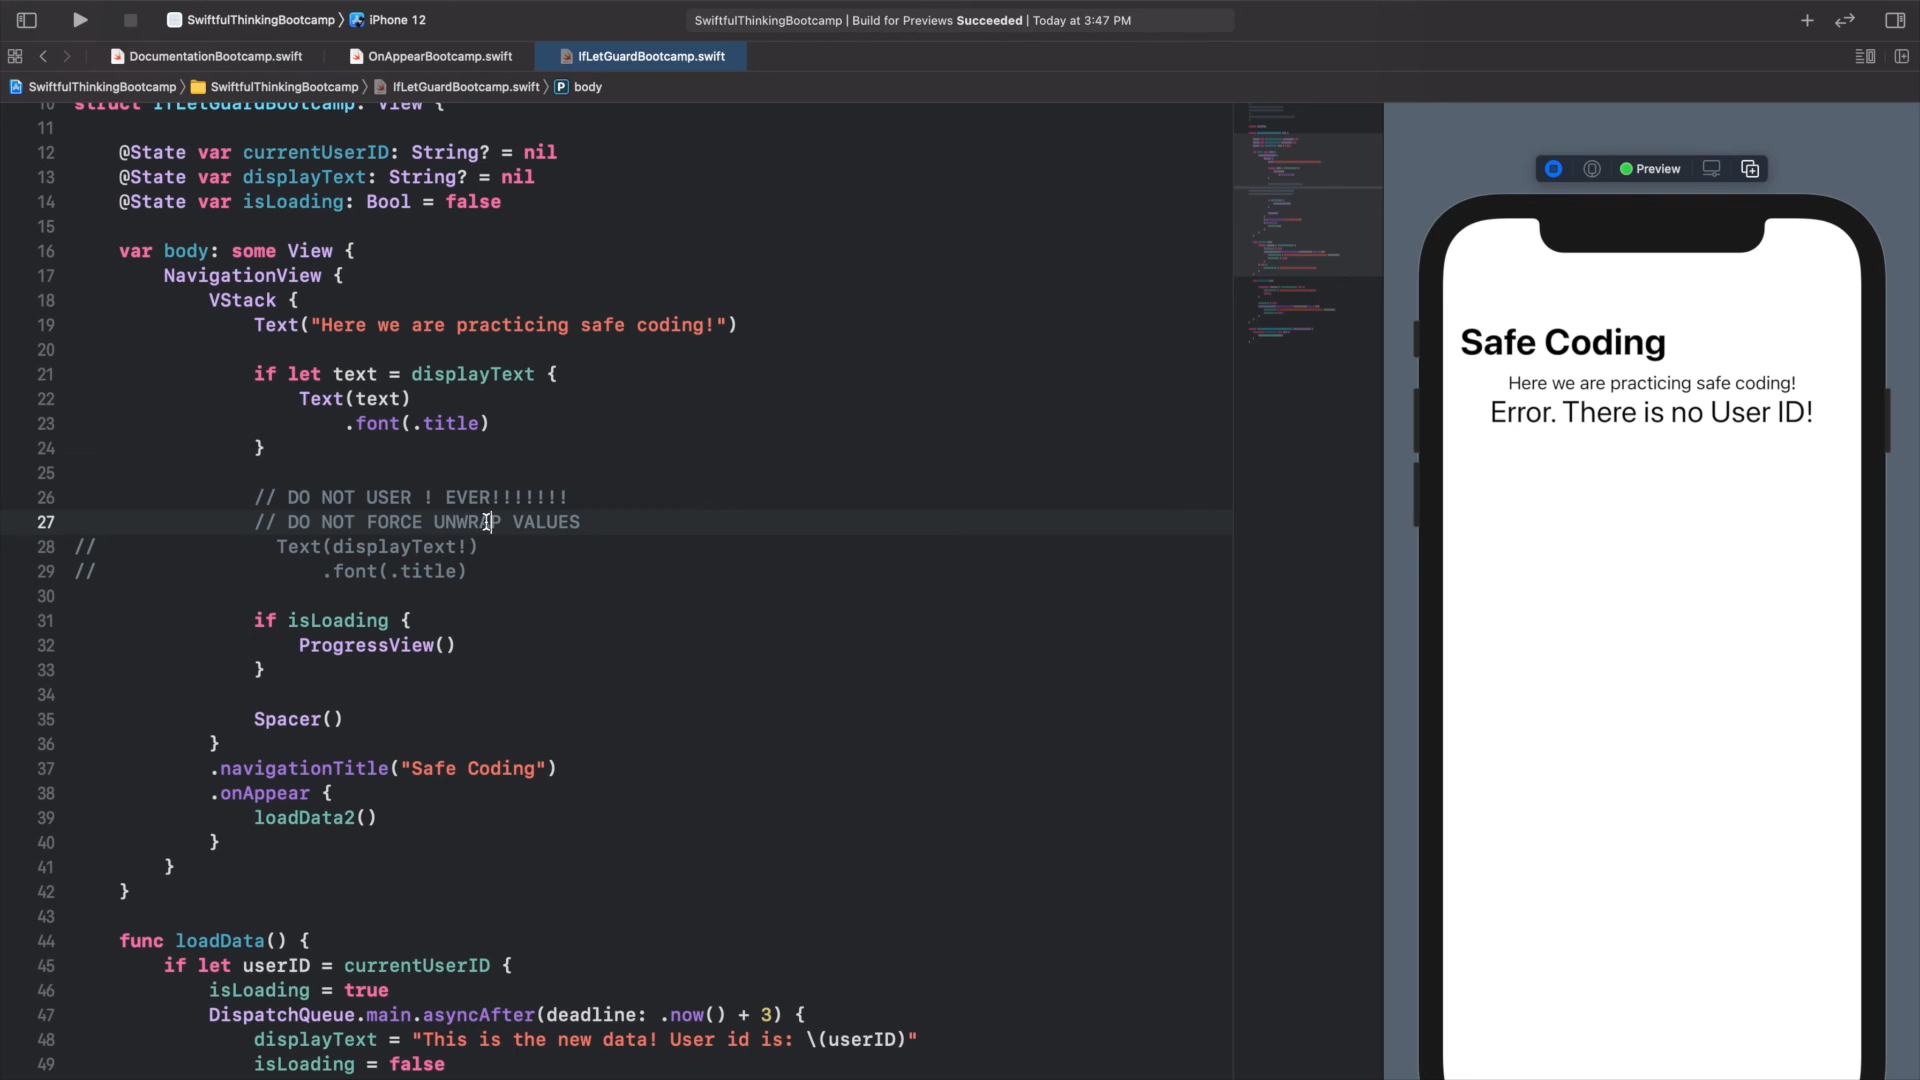 SwiftfulThinkingBootcamp 〉 iPhone 12
SwiftfulThinkingBootcamp | Build for Previews Succeeded | Today at 3:47 PM
DocumentationBootcamp.swift
OnAppearBootcamp.swift
IfLetGuardBootcamp.swift
SwiftfulThinkingBootcamp 〉 SwiftfulThinkingBootcamp 〉 IfLetGuardBootcamp.swift 〉 P body
10 struct IfLetGuardBootcamp: View {
11
12 @State var currentUserID: String? = nil
13 @State var displayText: String? = nil
14 @State var isLoading: Bool = false
15
16 var body: some View {
17 NavigationView {
18 VStack {
19 Text("Here we are practicing safe coding!")
20
21 if let text = displayText {
22 Text(text)
23 .font(.title)
24 }
25
26 // DO NOT USER ! EVER!!!!!!!
27 // DO NOT FORCE UNWRAP VALUES
28 // Text(displayText!)
29 // .font(.title)
30
31 if isLoading {
32 ProgressView()
33 }
34
35 Spacer()
36 }
37 .navigationTitle("Safe Coding")
38 .onAppear {
39 loadData2()
40 }
41 }
42 }
43
44 func loadData() {
45 if let userID = currentUserID {
46 isLoading = true
47 DispatchQueue.main.asyncAfter(deadline: .now() + 3) {
48 displayText = "This is the new data! User id is: \(userID)"
49 isLoading = false
Preview
Safe Coding
Here we are practicing safe coding!
Error. There is no User ID!